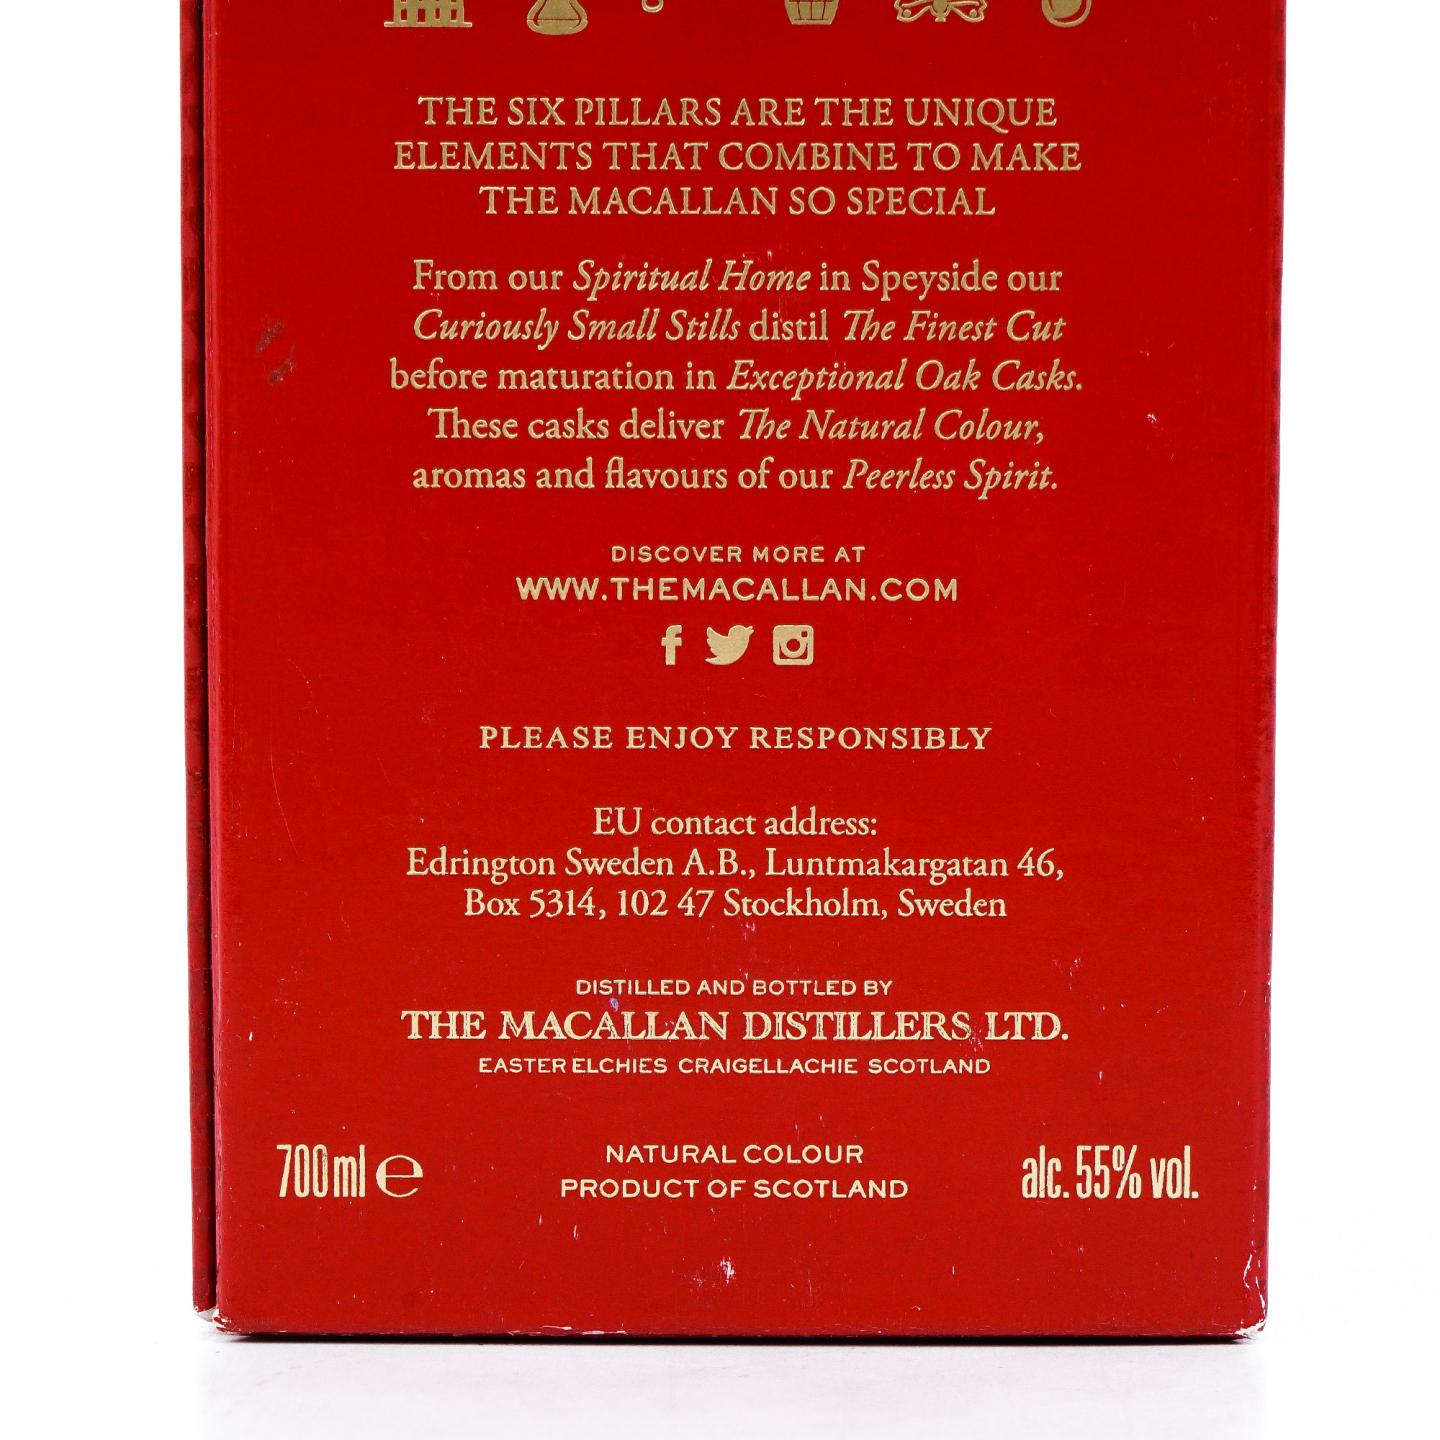 THE SIX PILLARS ARE THE UNIQUE
ELEMENTS THAT COMBINE TO MAKE
THE MACALLAN SO SPECIAL
From our Spiritual Home in Speyside our
Curiously Small Stills distil The Finest Cut
before maturation in Exceptional Oak Casks.
These casks deliver The Natural Colour,
aromas and flavours of our Peerless Spirit.
DISCOVER MORE AT
WWW.THEMACALLAN.COM
PLEASE ENJOY RESPONSIBLY
EU contact address:
Edrington Sweden A.B., Luntmakargatan 46,
Box 5314, 102 47 Stockholm, Sweden
DISTILLED AND BOTTLED BY
THE MACALLAN DISTILLERS LTD.
EASTER ELCHIES CRAIGELLACHIE SCOTLAND
700ml ℮
NATURAL COLOUR
PRODUCT OF SCOTLAND
alc. 55% vol.